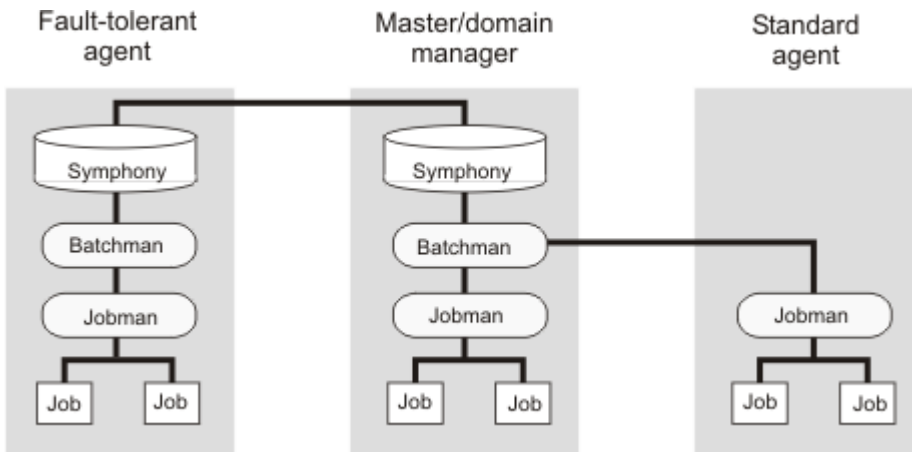 Fault-tolerant
agent
Master/domain
manager
Standard
agent
Symphony
Symphony
Batchman
Batchman
Jobman
Jobman
Jobman
Job
Job
Job
Job
Job
Job